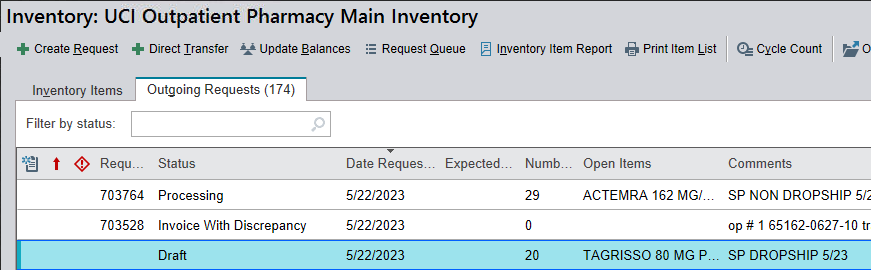 Inventory: UCI Outpatient Pharmacy Main Inventory
Create Request Direct Transfer Update Balances Request Queue Inventory Item Report Print Item List Cycle Count O
Inventory Items Outgoing Requests (174)
Filter by status:
Requ... Status Date Reques... Expected... Numb... Open Items Comments
703764 Processing 5/22/2023 29 ACTEMRA 162 MG/... SP NON DROPSHIP 5/2
703528 Invoice With Discrepancy 5/22/2023 0 op # 1 65162-0627-10 tr
Draft 5/22/2023 20 TAGRISSO 80 MG P... SP DROPSHIP 5/23